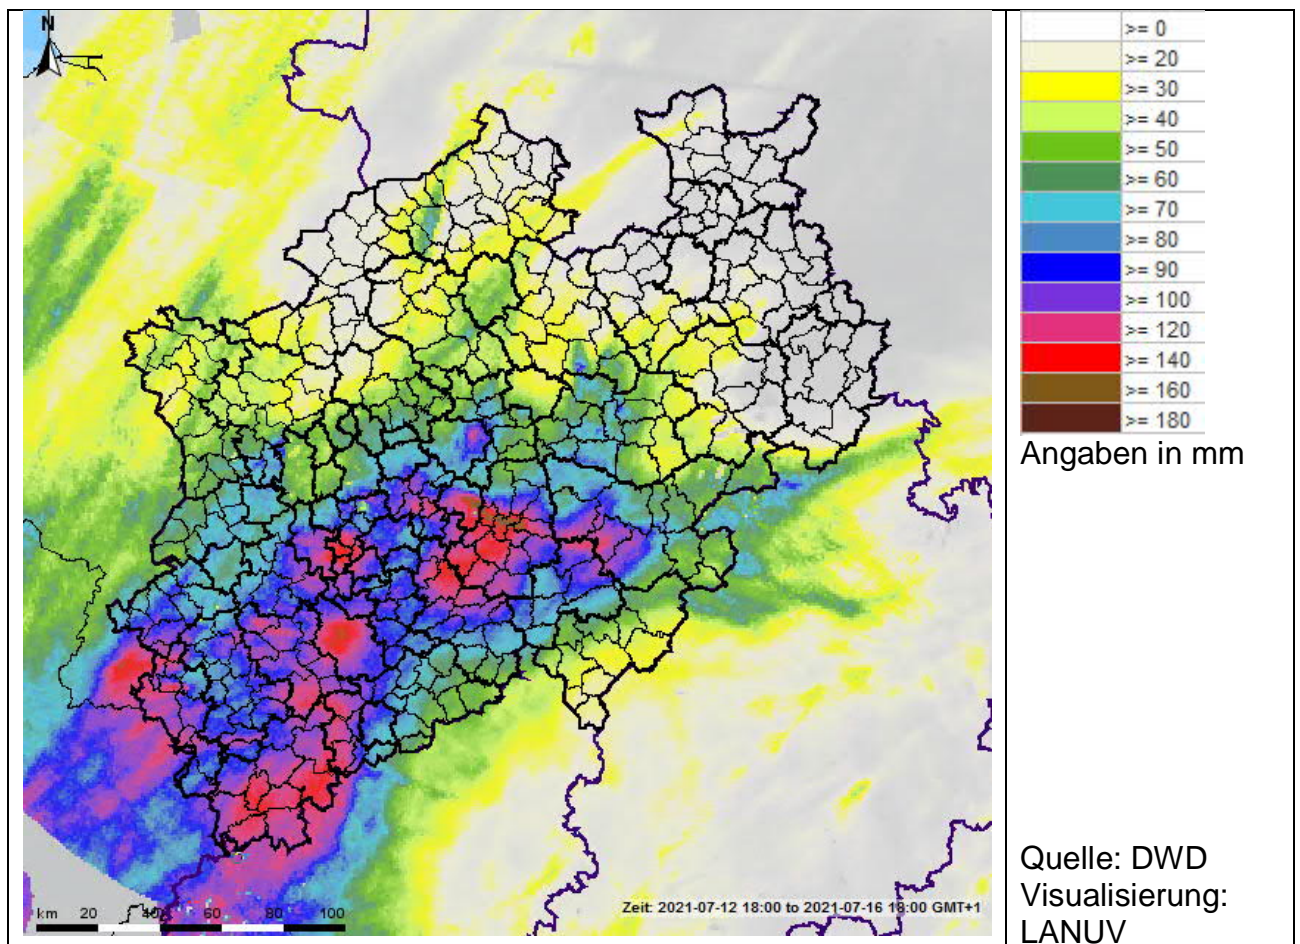 N
km 20 40 60 80 100
Zeit: 2021-07-12 18:00 to 2021-07-16 18:00 GMT+1
>= 0
>= 20
>= 30
>= 40
>= 50
>= 60
>= 70
>= 80
>= 90
>= 100
>= 120
>= 140
>= 160
>= 180
Angaben in mm
Quelle: DWD
Visualisierung:
LANUV